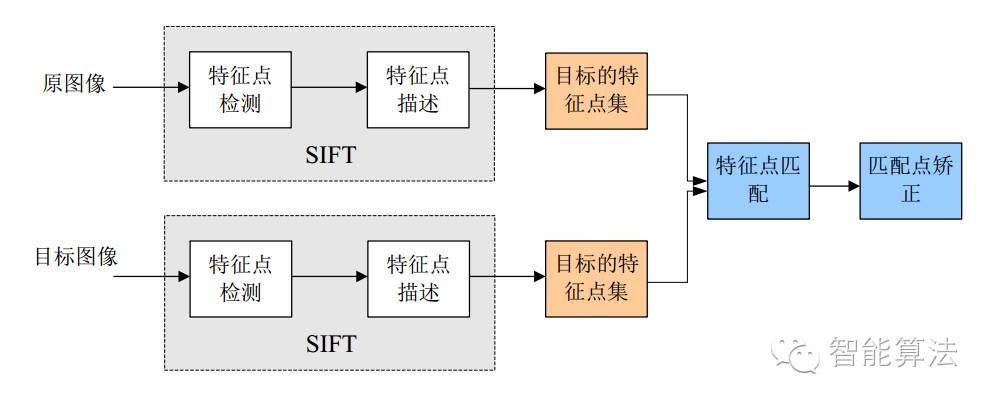 原图像
特征点
检测
特征点
描述
SIFT
目标的特
征点集
目标图像
特征点
检测
特征点
描述
SIFT
目标的特
征点集
特征点匹
配
匹配点矫
正
智能算法